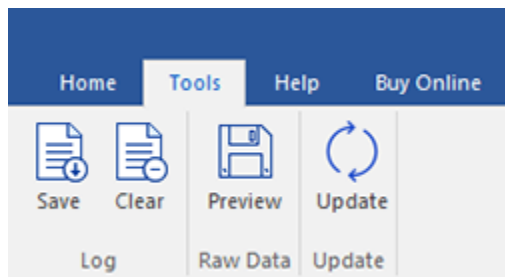 Home Tools Help Buy Online
Save Clear Preview Update
Log Raw Data Update